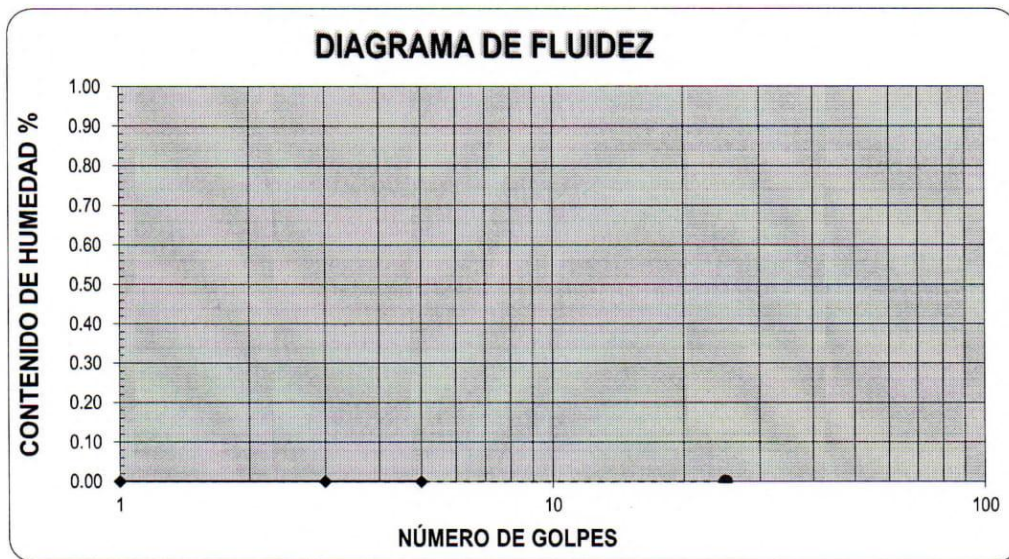 DIAGRAMA DE FLUIDEZ
CONTENIDO DE HUMEDAD %
1.00
0.90
0.80
0.70
0.60
0.50
0.40
0.30
0.20
0.10
0.00
1 10 100
NÚMERO DE GOLPES